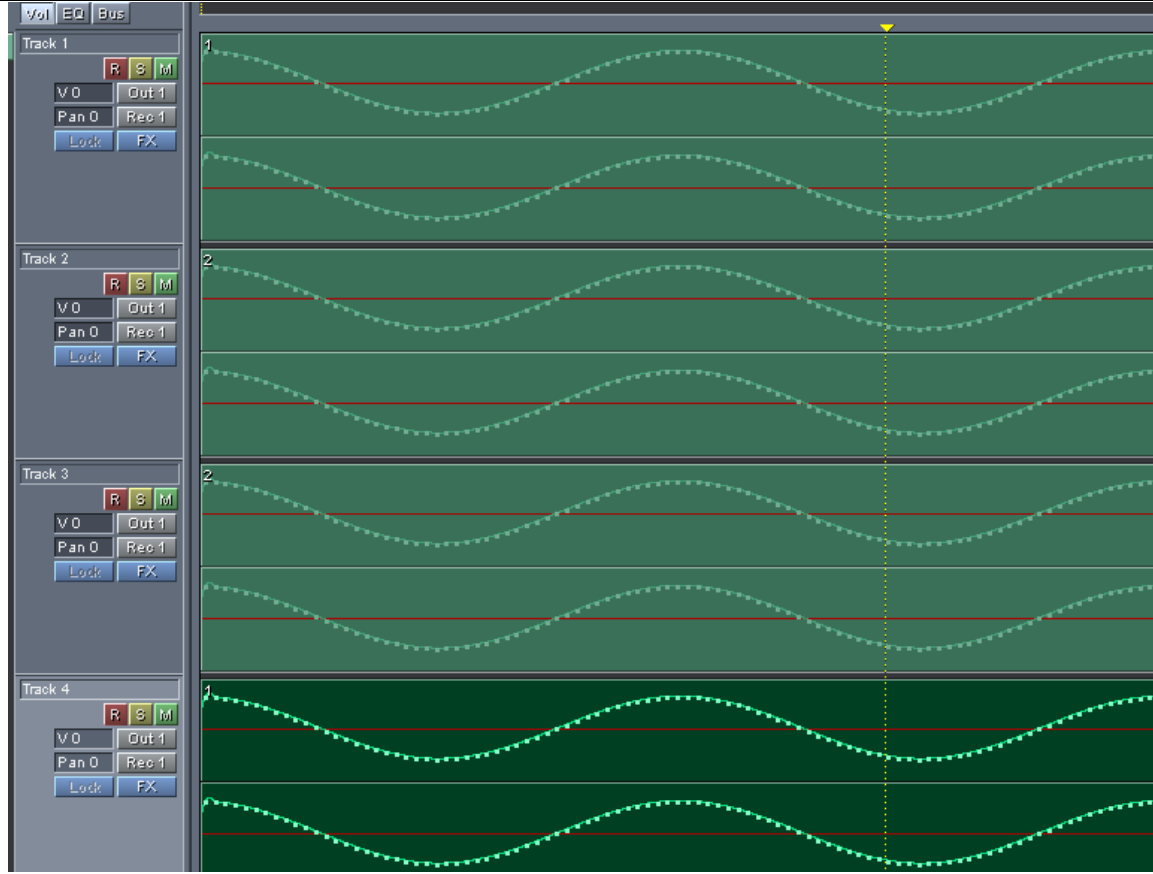 Vol EQ Bus
Track 1
1
R S M
V 0 Out 1
Pan 0 Rec 1
Lock FX
Track 2
2
R S M
V 0 Out 1
Pan 0 Rec 1
Lock FX
Track 3
2
R S M
V 0 Out 1
Pan 0 Rec 1
Lock FX
Track 4
1
R S M
V 0 Out 1
Pan 0 Rec 1
Lock FX